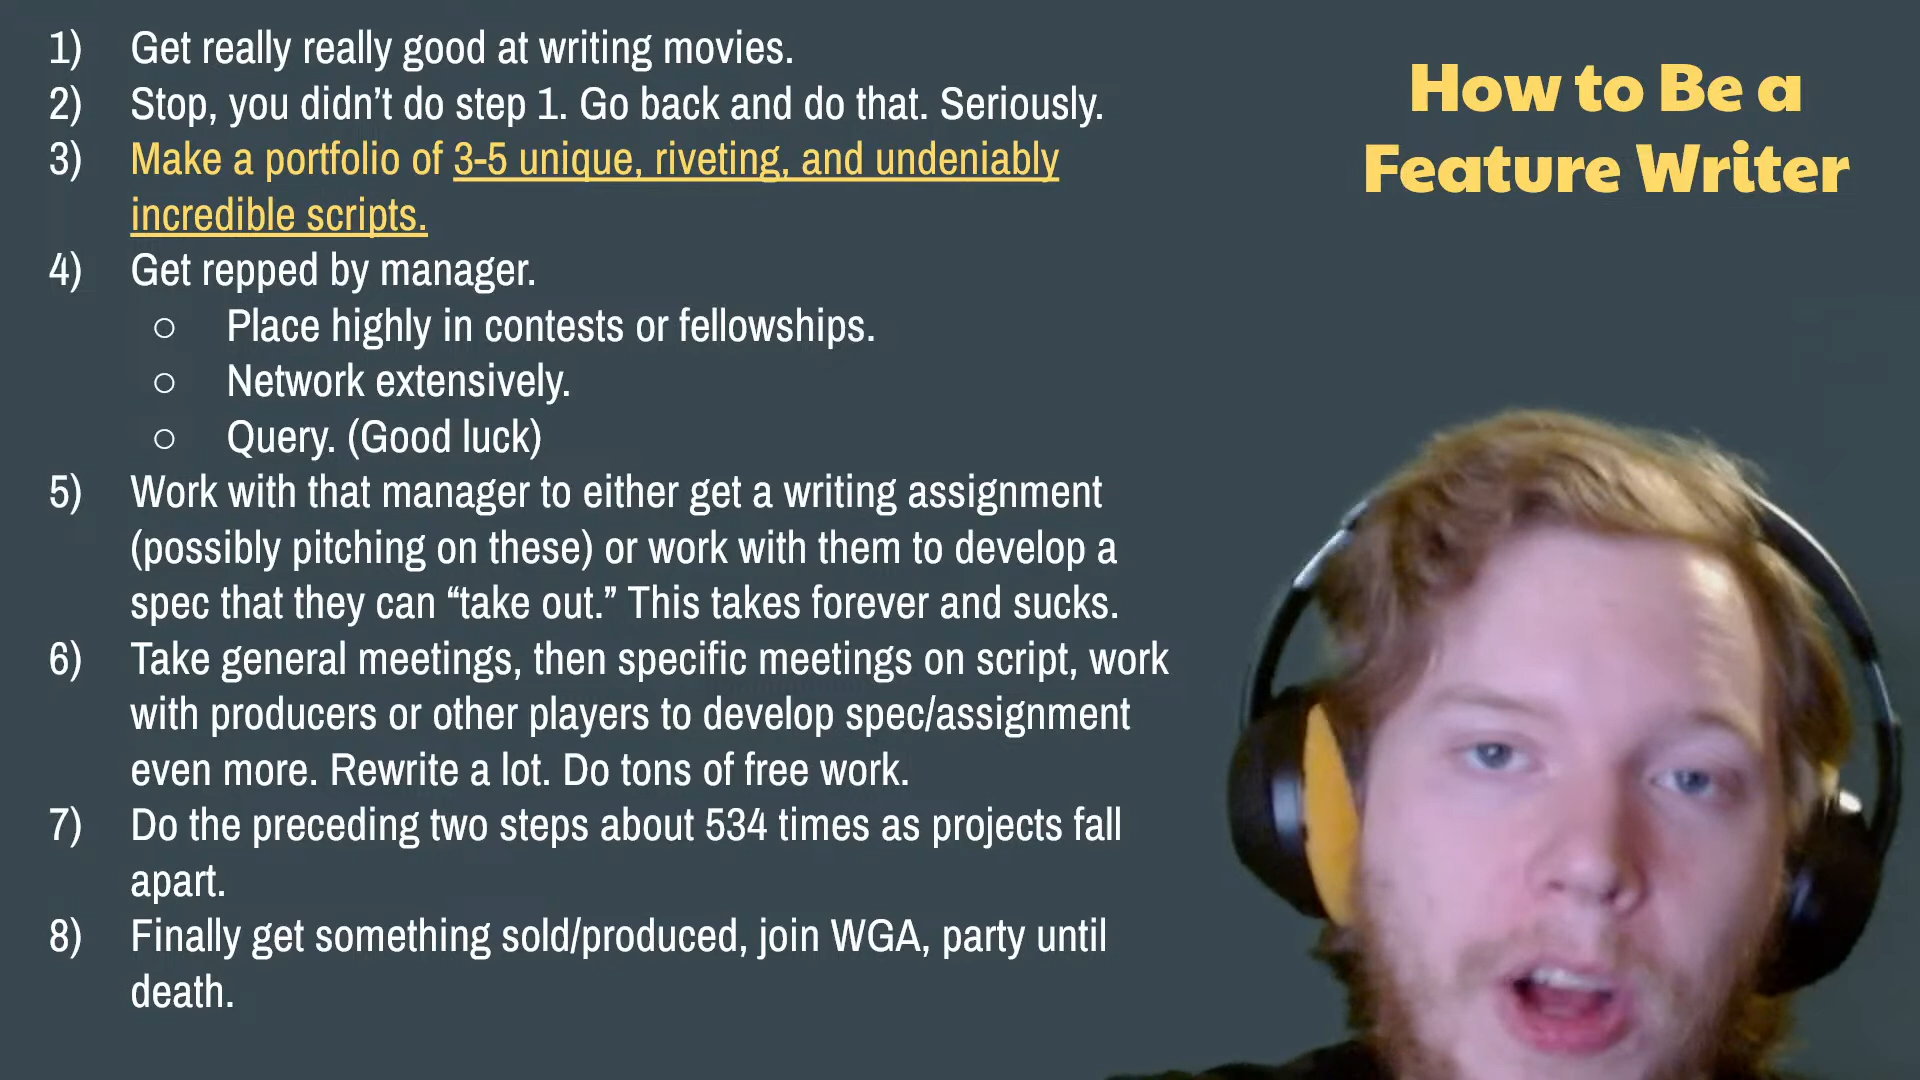 1) Get really really good at writing movies.
2) Stop, you didn’t do step 1. Go back and do that. Seriously.
3) Make a portfolio of 3-5 unique, riveting, and undeniably
incredible scripts.
4) Get repped by manager.
○ Place highly in contests or fellowships.
○ Network extensively.
○ Query. (Good luck)
5) Work with that manager to either get a writing assignment
(possibly pitching on these) or work with them to develop a
spec that they can “take out.” This takes forever and sucks.
6) Take general meetings, then specific meetings on script, work
with producers or other players to develop spec/assignment
even more. Rewrite a lot. Do tons of free work.
7) Do the preceding two steps about 534 times as projects fall
apart.
8) Finally get something sold/produced, join WGA, party until
death.
How to Be a
Feature Writer